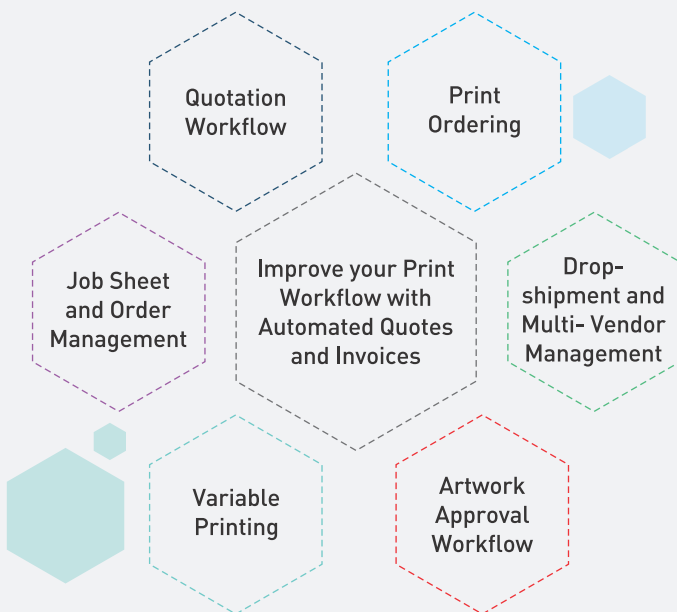 Quotation
Workflow
Print
Ordering
Job Sheet
and Order
Management
Improve your Print
Workflow with
Automated Quotes
and Invoices
Drop-
shipment and
Multi- Vendor
Management
Variable
Printing
Artwork
Approval
Workflow